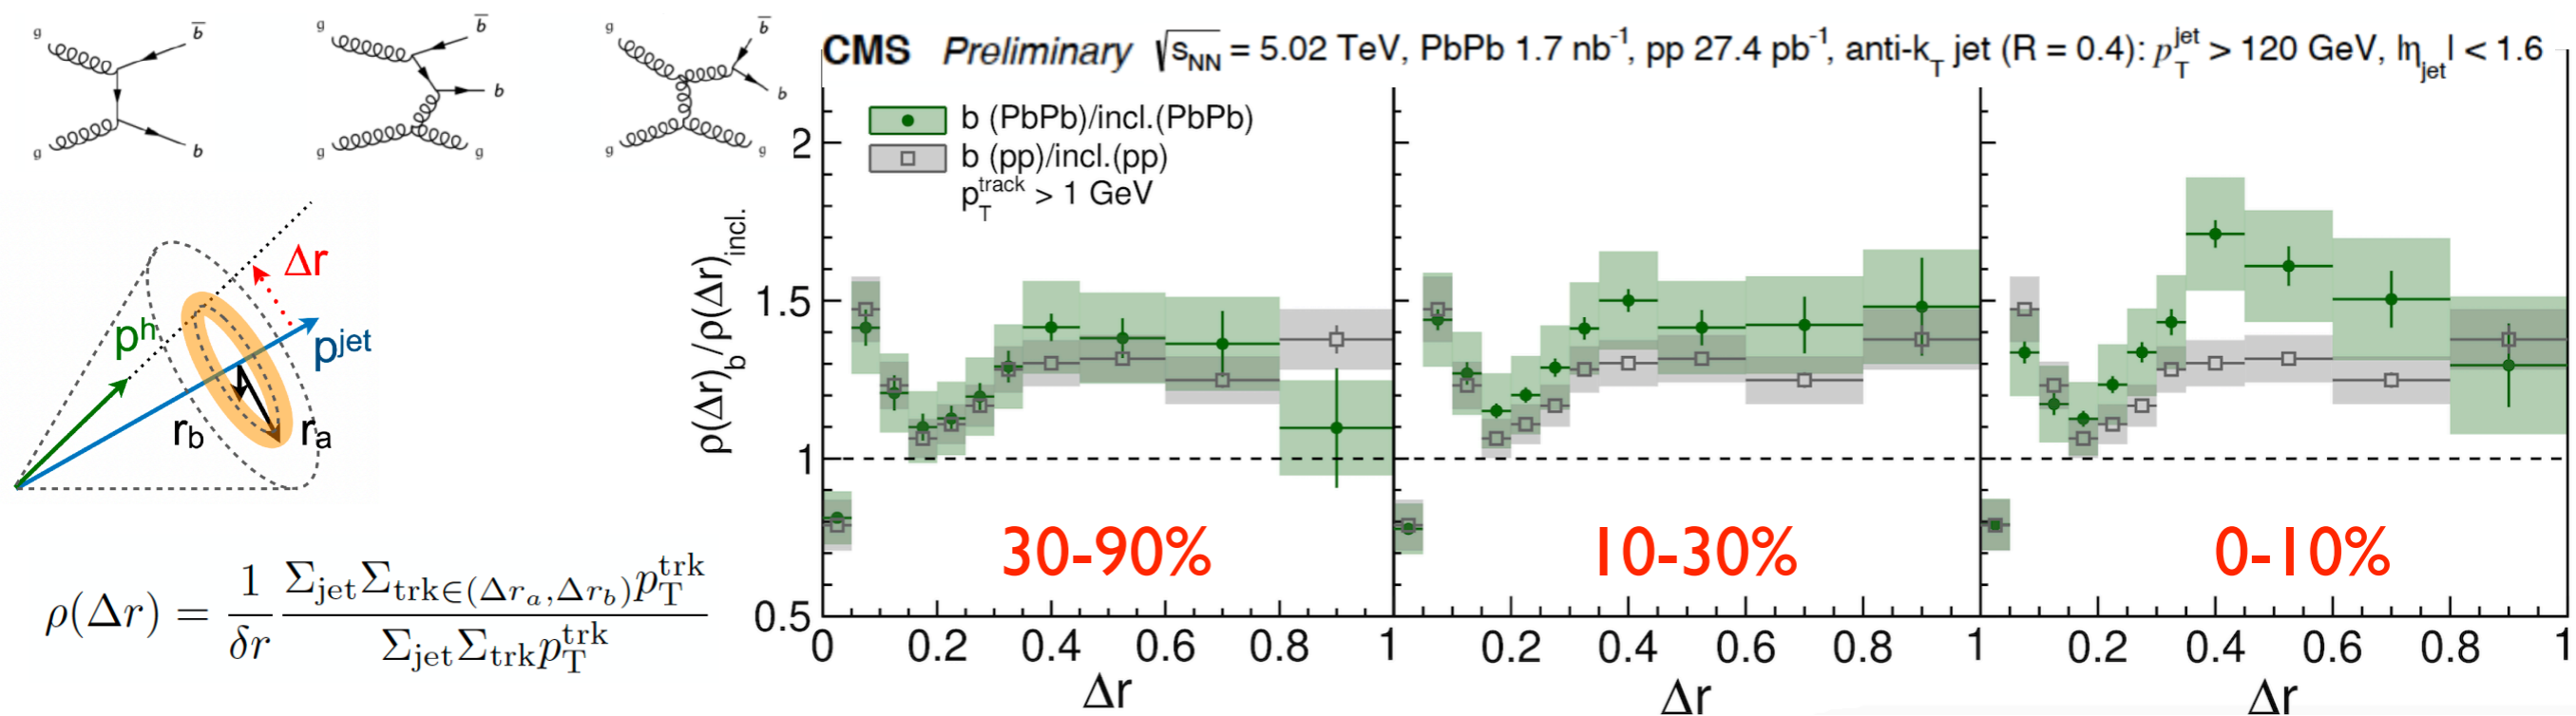 g
b̅
g
b
g
b̅
b
g
g
g
b̅
b
g
g
Δr
pʰ
pʲᵉᵗ
r_b
r_a
ρ(Δr) = 1/δr Σ_jet Σ_trk∈(Δr_a,Δr_b) p_T^trk / Σ_jet Σ_trk p_T^trk
CMS Preliminary √s_NN = 5.02 TeV, PbPb 1.7 nb⁻¹, pp 27.4 pb⁻¹, anti-k_T jet (R = 0.4): p_T^jet > 120 GeV, |η_jet| < 1.6
b (PbPb)/incl.(PbPb)
b (pp)/incl.(pp)
p_T^track > 1 GeV
ρ(Δr)_b/ρ(Δr)_incl.
2
1.5
1
0.5
30-90%
10-30%
0-10%
0 0.2 0.4 0.6 0.8 1
0.2 0.4 0.6 0.8 1
0.2 0.4 0.6 0.8 1
Δr
Δr
Δr